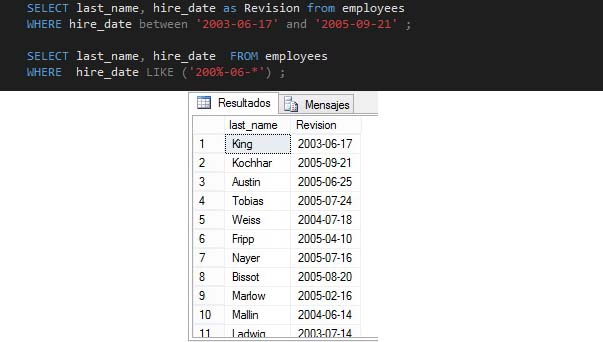 SELECT last_name, hire_date as Revision from employees
WHERE hire_date between '2003-06-17' and '2005-09-21' ;
SELECT last_name, hire_date  FROM employees
WHERE  hire_date LIKE ('200%-06-*') ;
Resultados Mensajes
last_name Revision
1 King 2003-06-17
2 Kochhar 2005-09-21
3 Austin 2005-06-25
4 Tobias 2005-07-24
5 Weiss 2004-07-18
6 Fripp 2005-04-10
7 Nayer 2005-07-16
8 Bissot 2005-08-20
9 Marlow 2005-02-16
10 Mallin 2004-06-14
11 Ladwig 2003-07-14